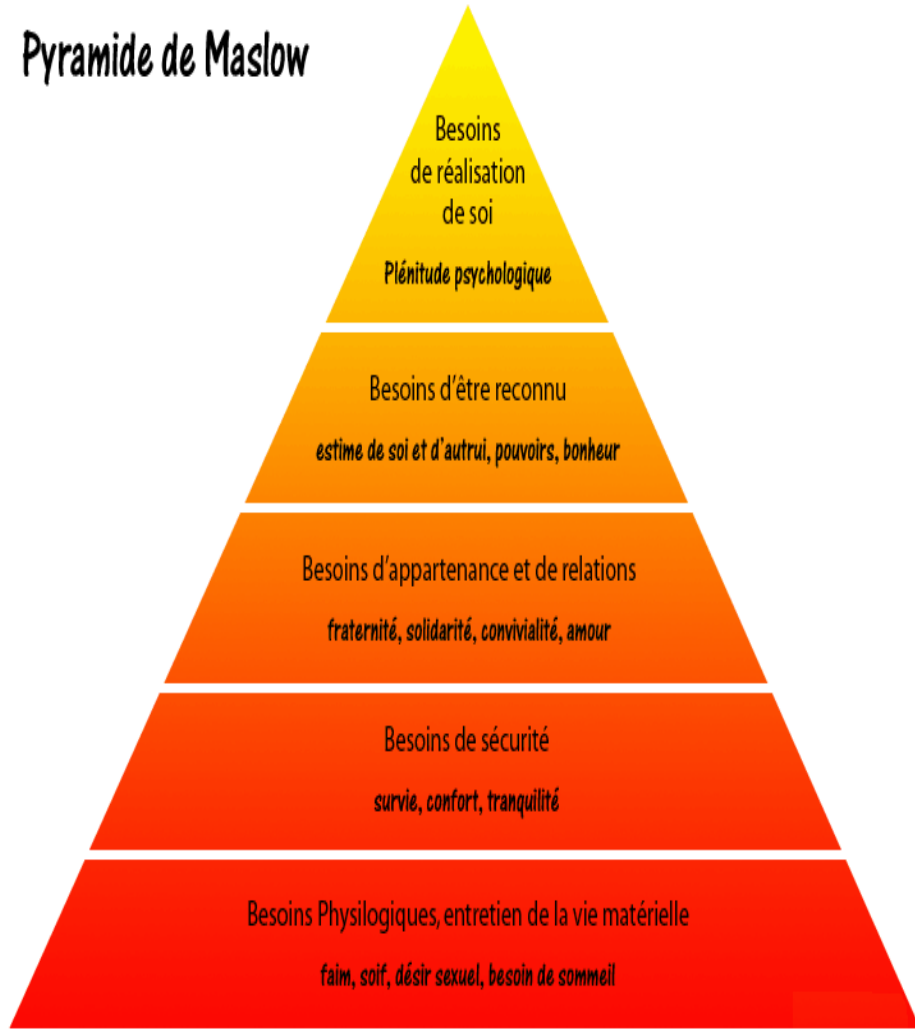 Pyramide de Maslow
Besoins
de réalisation
de soi
Plénitude psychologique
Besoins d'être reconnu
estime de soi et d'autrui, pouvoirs, bonheur
Besoins d'appartenance et de relations
fraternité, solidarité, convivialité, amour
Besoins de sécurité
survie, confort, tranquilité
Besoins Physilogiques, entretien de la vie matérielle
faim, soif, désir sexuel, besoin de sommeil